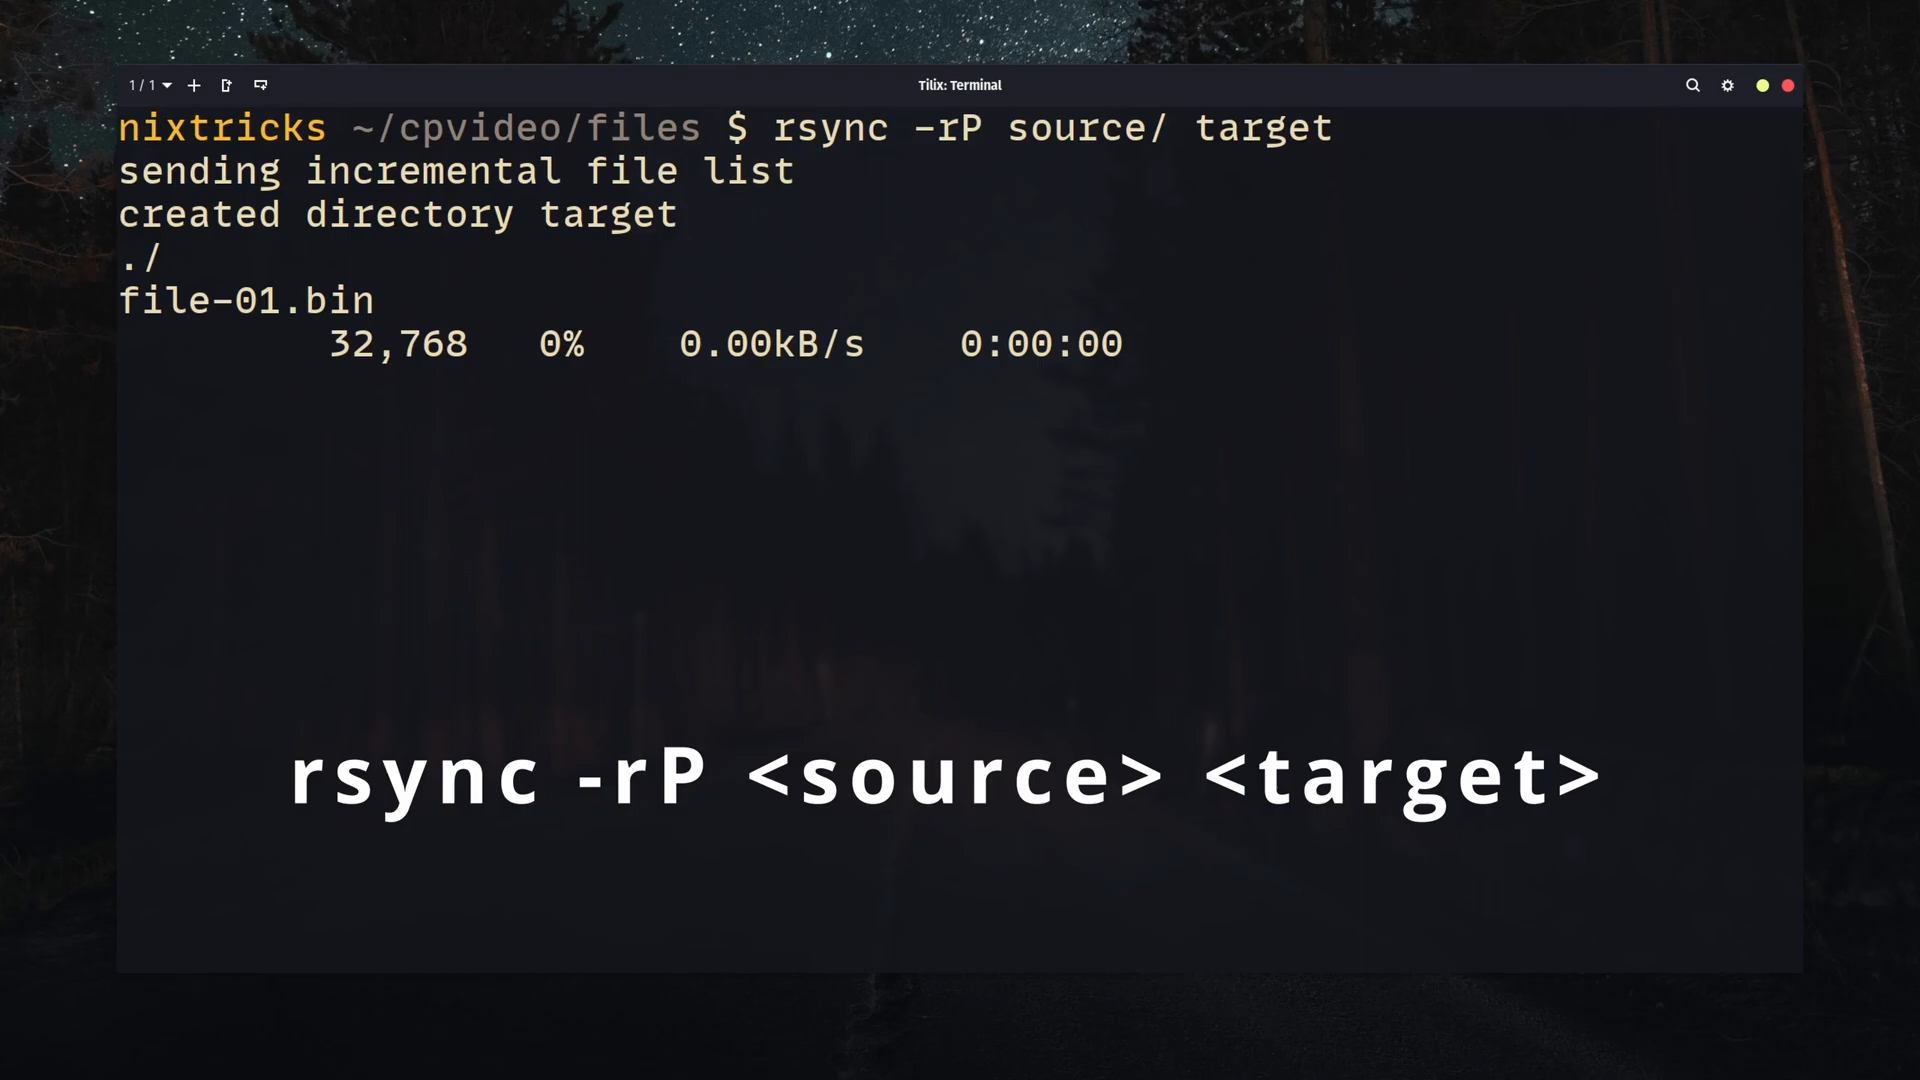 1 / 1
Tilix: Terminal
nixtricks ~/cpvideo/files $ rsync -rP source/ target
sending incremental file list
created directory target
./
file-01.bin
32,768 0% 0.00kB/s 0:00:00
rsync -rP <source> <target>